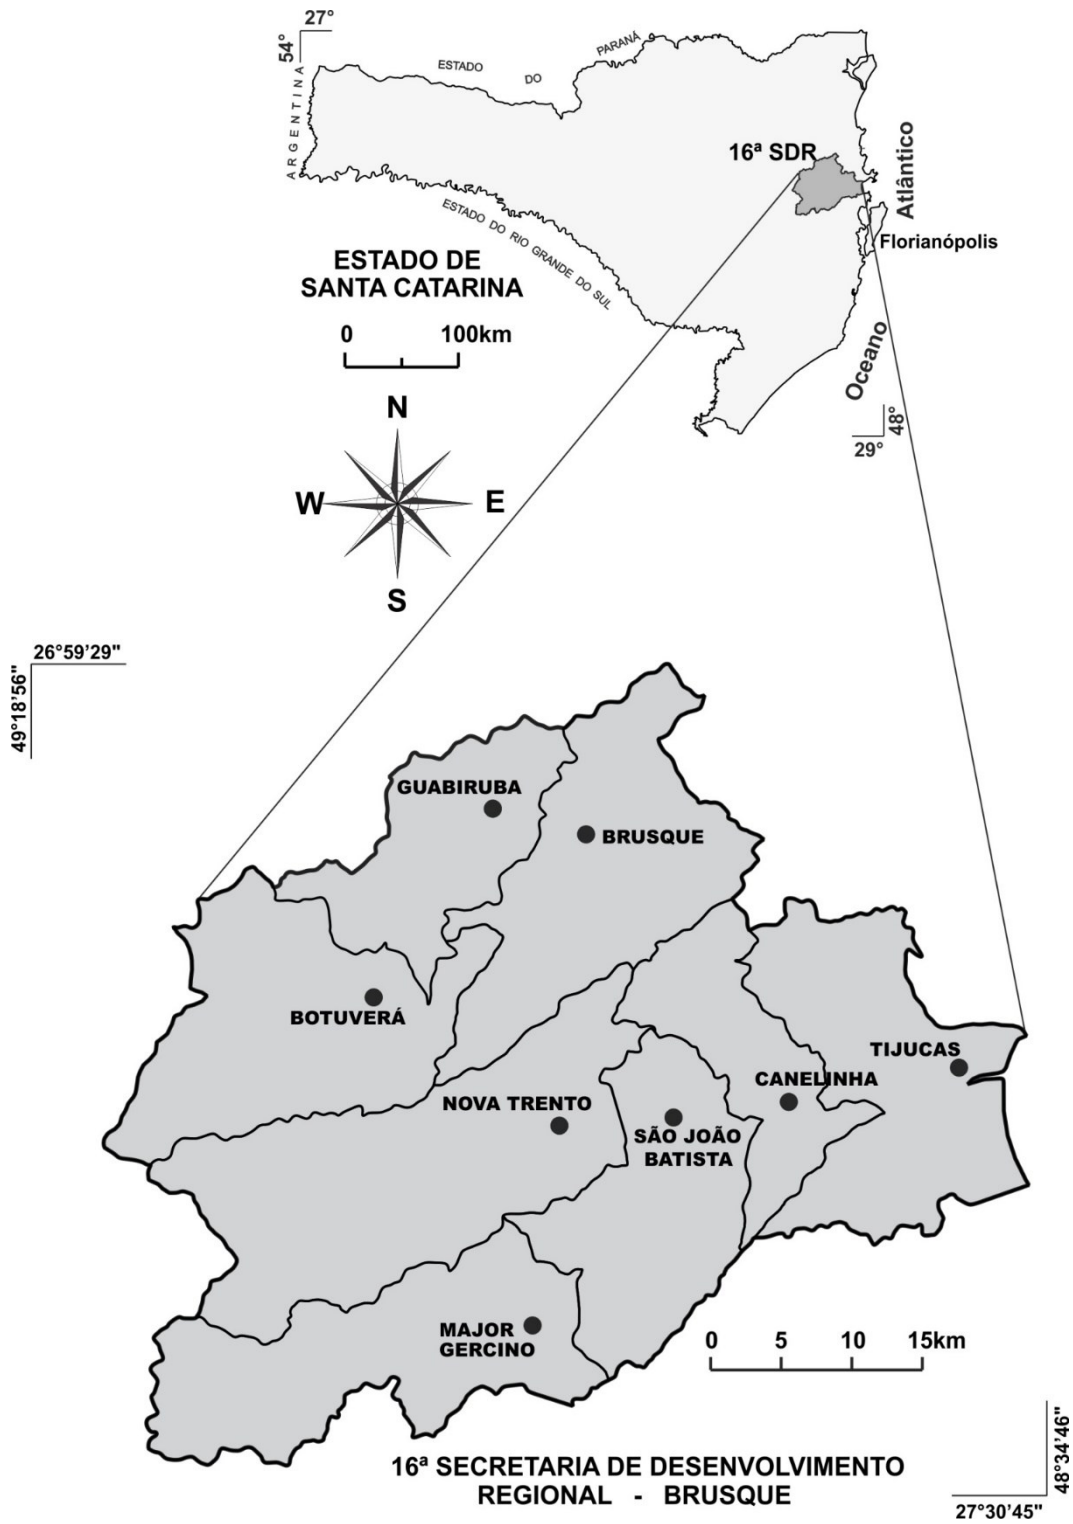 27°
54°
ARGENTINA
ESTADO DO PARANÁ
16ª SDR
Atlântico
Florianópolis
ESTADO DO RIO GRANDE DO SUL
ESTADO DE
SANTA CATARINA
0 100km
Oceano
48°
29°
N
W E
S
26°59'29"
49°18'56"
GUABIRUBA
BRUSQUE
BOTUVERÁ
TIJUCAS
CANELINHA
NOVA TRENTO
SÃO JOÃO
BATISTA
MAJOR
GERCINO
0 5 10 15km
16ª SECRETARIA DE DESENVOLVIMENTO
REGIONAL - BRUSQUE
48°34'46"
27°30'45"